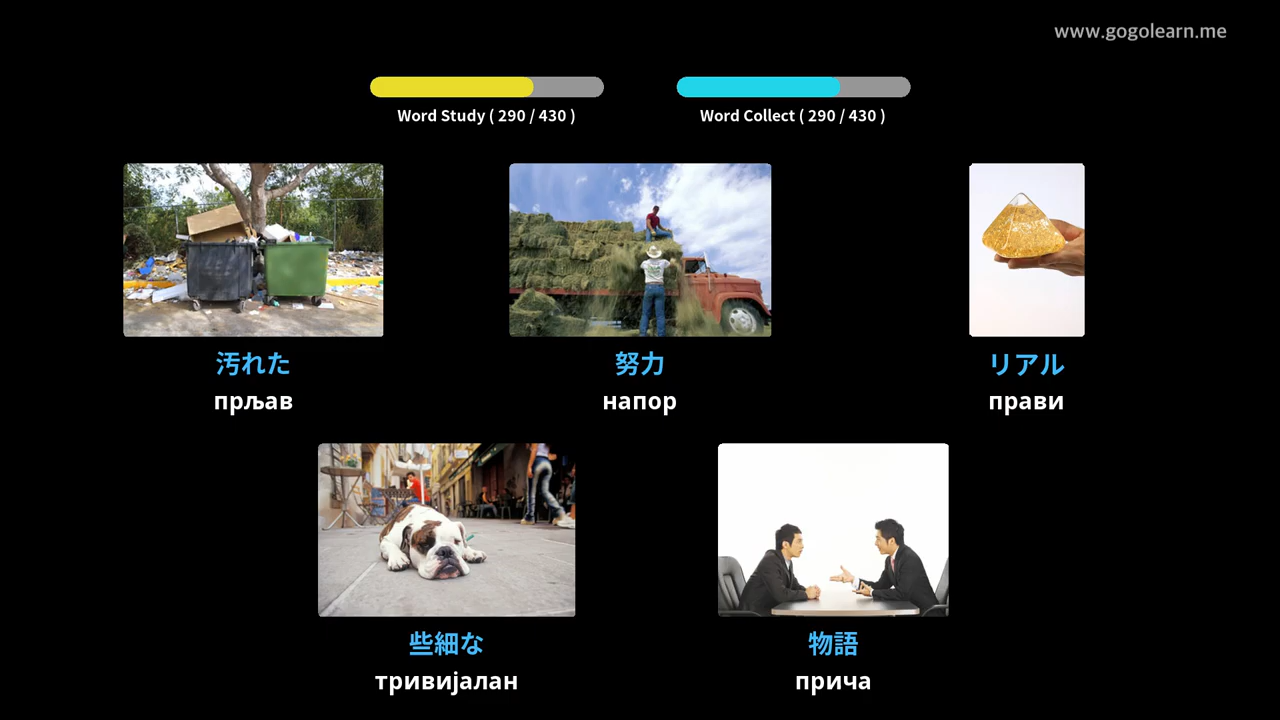 www.gogolearn.me
Word Study ( 290 / 430 )
Word Collect ( 290 / 430 )
汚れた
прљав
努力
напор
リアル
прави
些細な
тривијалан
物語
прича